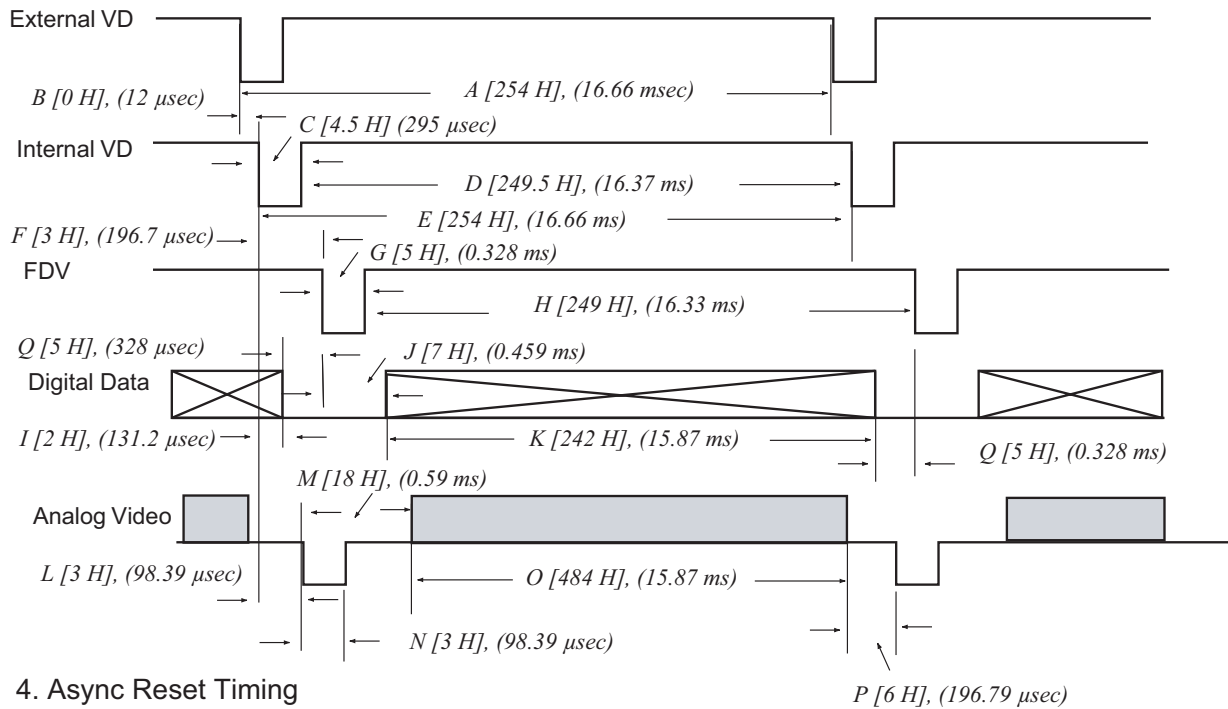 External VD
B [0 H], (12 µsec)
A [254 H], (16.66 msec)
C [4.5 H] (295 µsec)
Internal VD
D [249.5 H], (16.37 ms)
E [254 H], (16.66 ms)
F [3 H], (196.7 µsec)
G [5 H], (0.328 ms)
FDV
H [249 H], (16.33 ms)
Q [5 H], (328 µsec)
J [7 H], (0.459 ms)
Digital Data
I [2 H], (131.2 µsec)
K [242 H], (15.87 ms)
Q [5 H], (0.328 ms)
M [18 H], (0.59 ms)
Analog Video
L [3 H], (98.39 µsec)
O [484 H], (15.87 ms)
N [3 H], (98.39 µsec)
4. Async Reset Timing
P [6 H], (196.79 µsec)